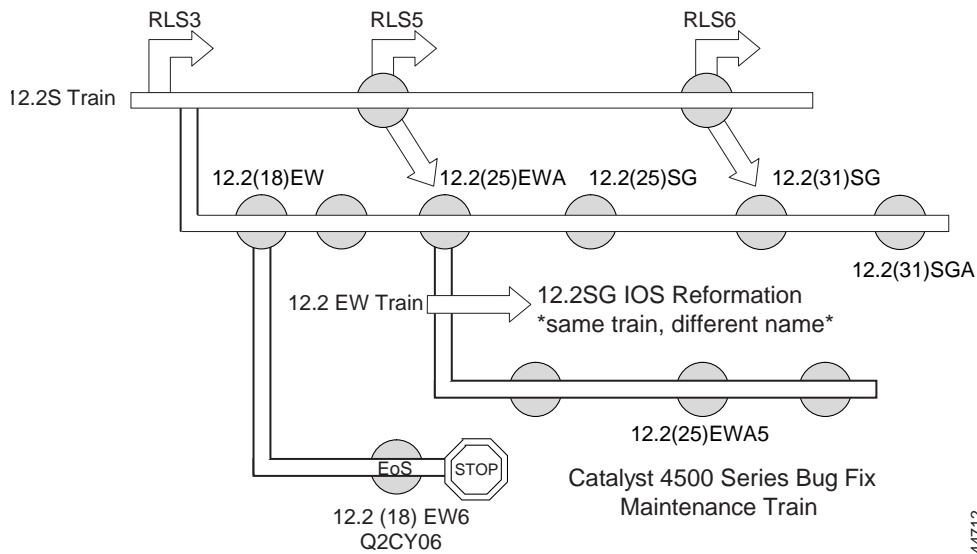 RLS3
RLS5
RLS6
12.2S Train
12.2(18)EW
12.2(25)EWA
12.2(25)SG
12.2(31)SG
12.2(31)SGA
12.2 EW Train
12.2SG IOS Reformation
*same train, different name*
12.2(25)EWA5
EoS
STOP
Catalyst 4500 Series Bug Fix
Maintenance Train
12.2 (18) EW6
Q2CY06